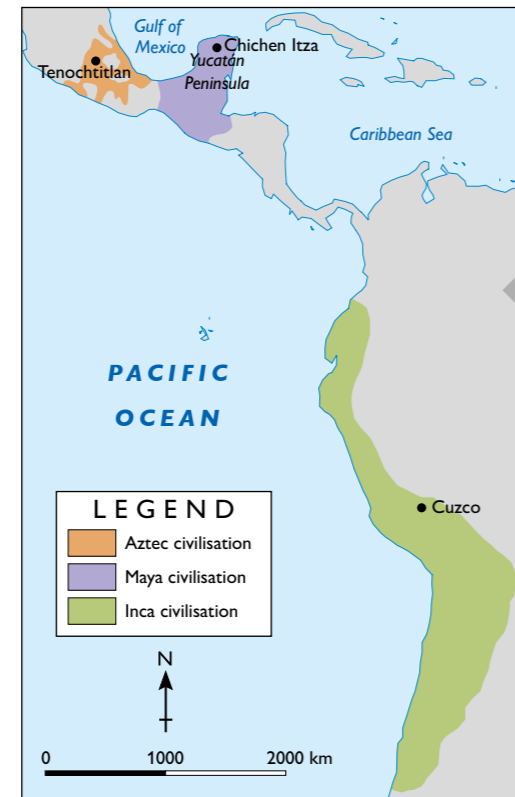 Gulf of
Mexico
Chichen Itza
Tenochtitlan
Yucatán
Peninsula
Caribbean Sea
PACIFIC
OCEAN
Cuzco
LEGEND
Aztec civilisation
Maya civilisation
Inca civilisation
N
0 1000 2000 km